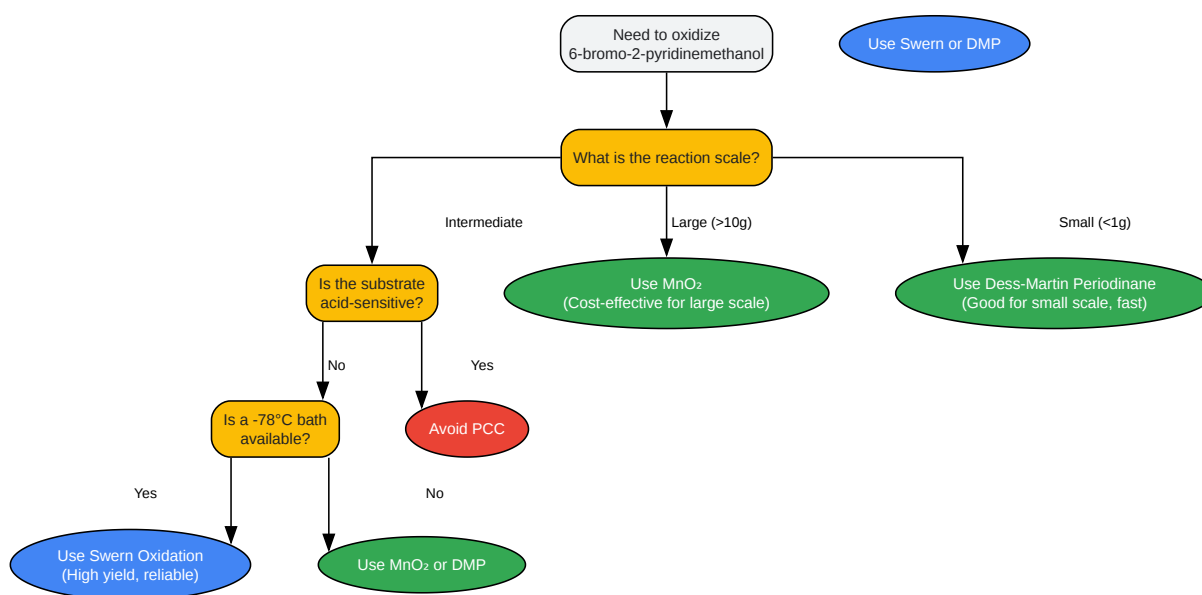 Need to oxidize
6-bromo-2-pyridinemethanol
Use Swern or DMP
What is the reaction scale?
Intermediate
Large (>10g)
Small (<1g)
Is the substrate
acid-sensitive?
Use MnO₂
(Cost-effective for large scale)
Use Dess-Martin Periodinane
(Good for small scale, fast)
No
Yes
Is a -78°C bath
available?
Avoid PCC
Yes
No
Use Swern Oxidation
(High yield, reliable)
Use MnO₂ or DMP